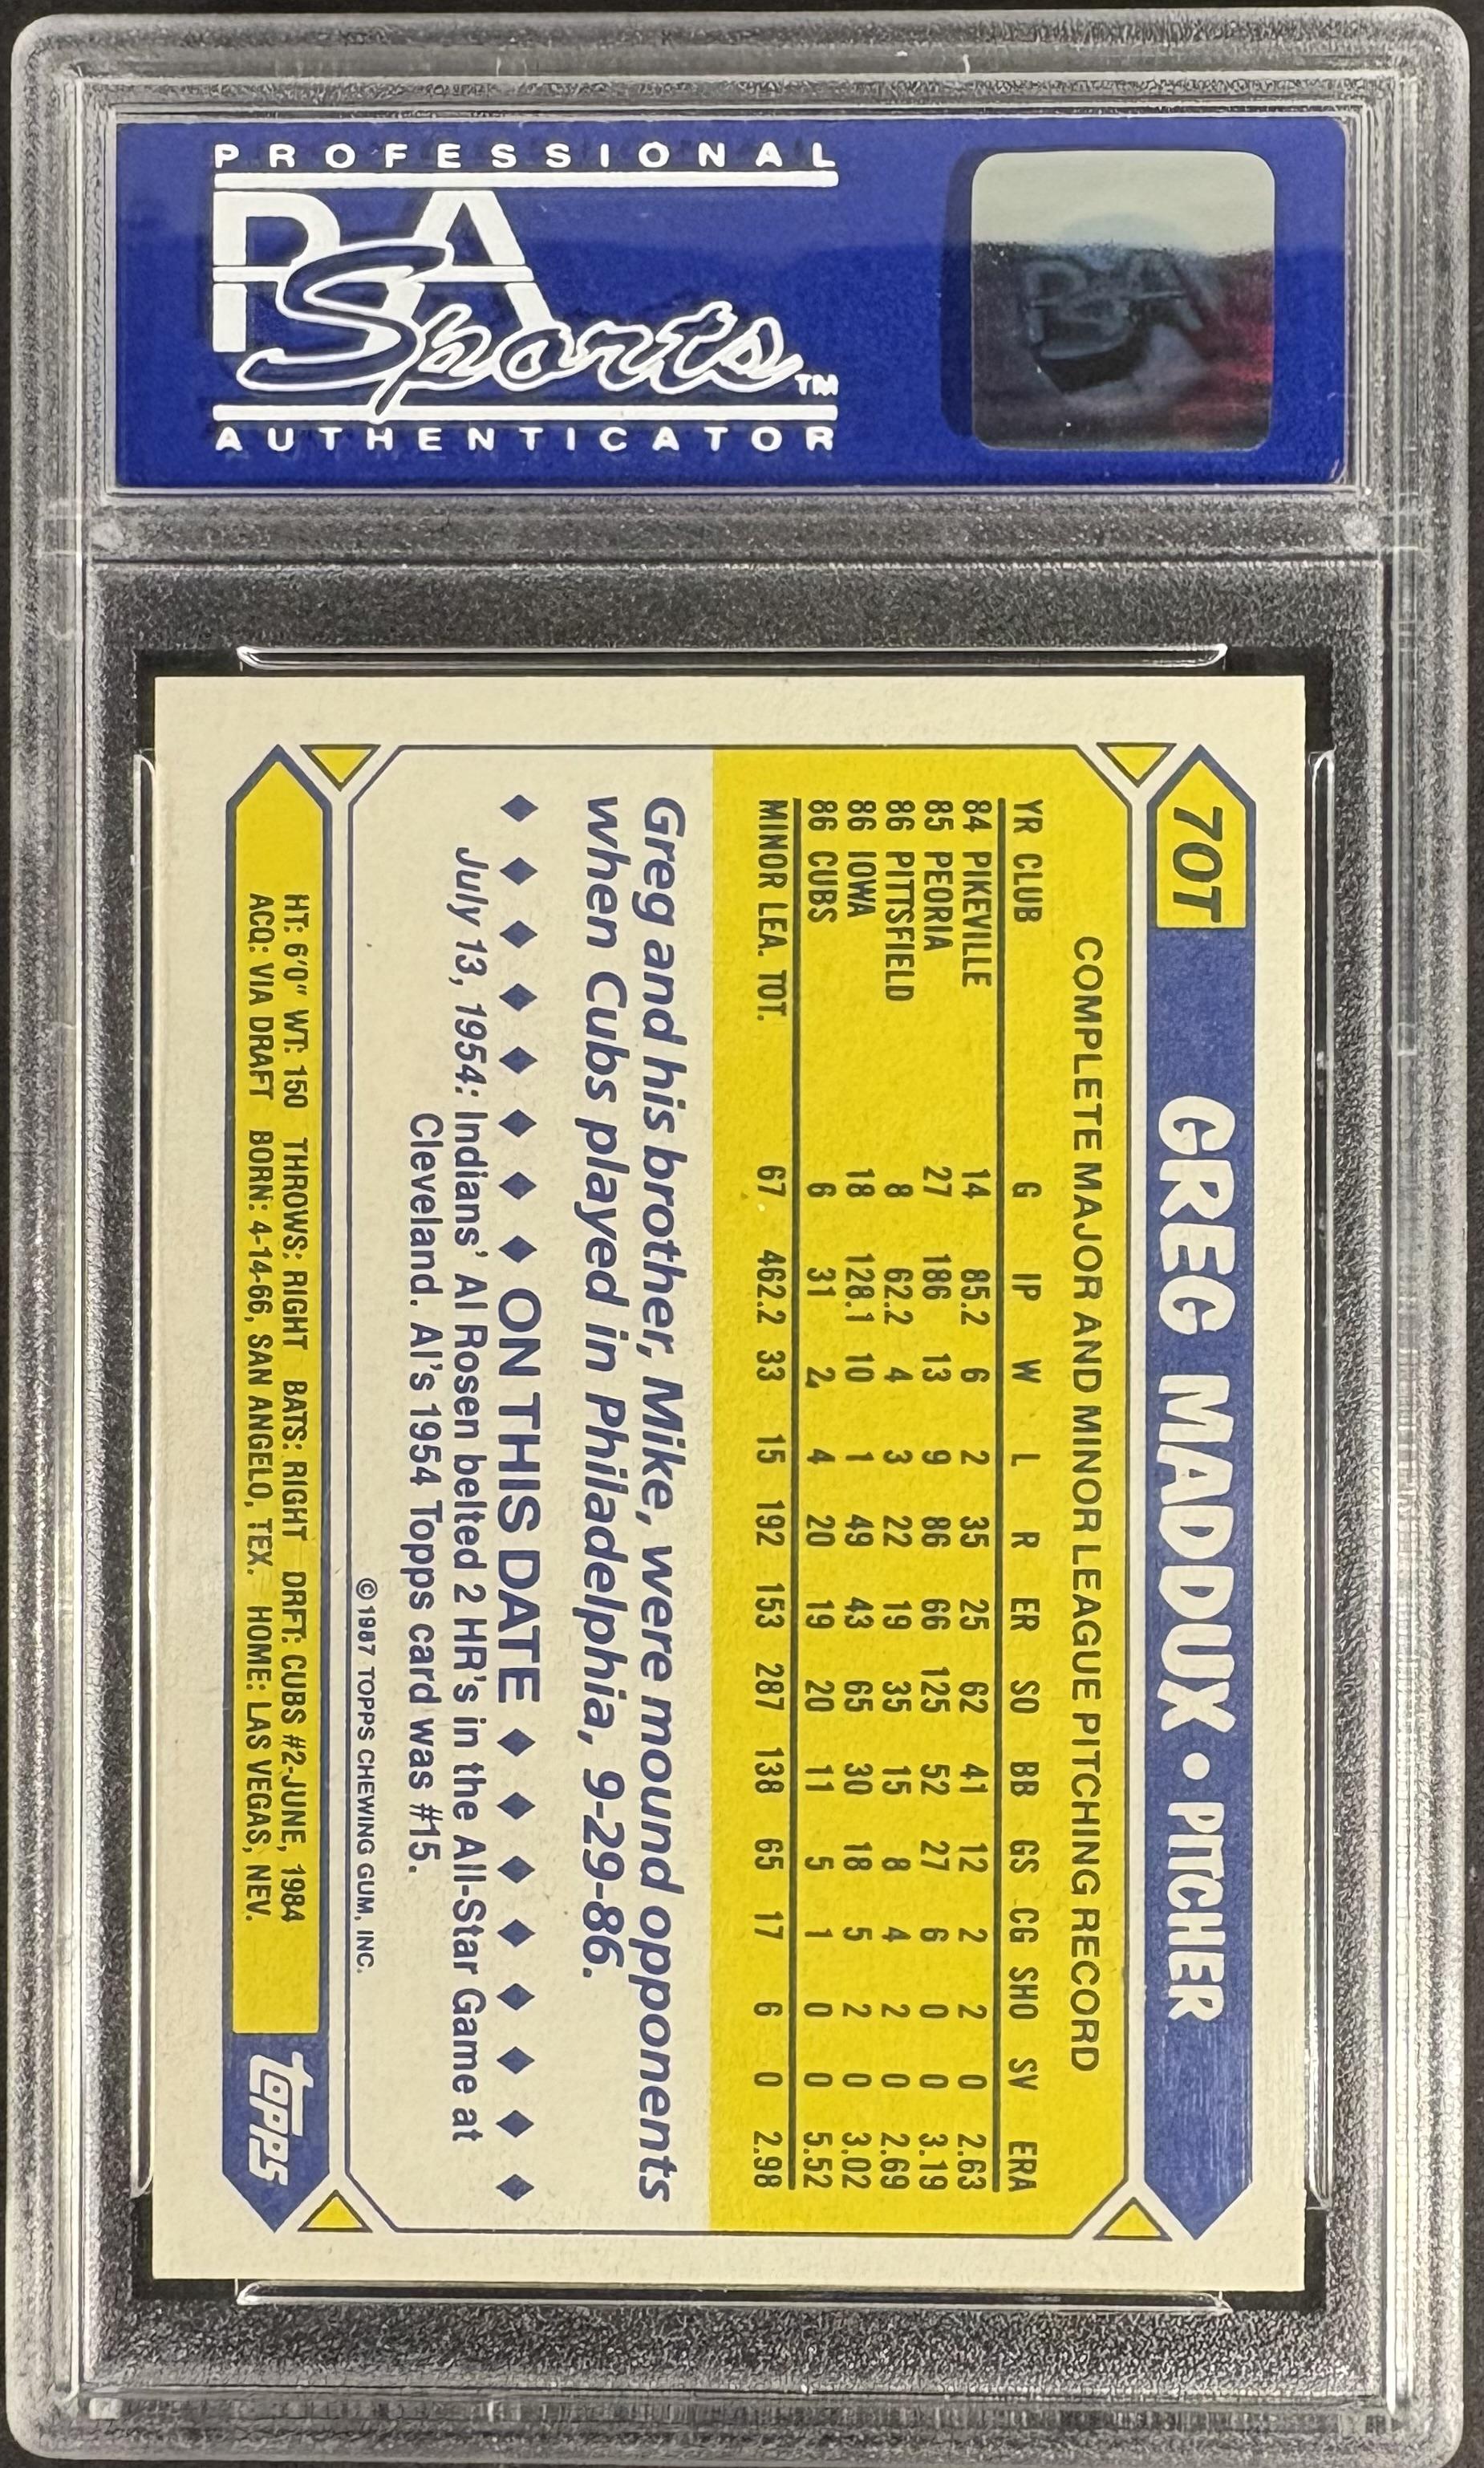 PROFESSIONAL
PSA
Sports™
AUTHENTICATOR
PSA
70T GREG MADDUX • PITCHER
COMPLETE MAJOR AND MINOR LEAGUE PITCHING RECORD
YR CLUB G IP W L R ER SO BB GS CG SHO SV ERA
84 PIKEVILLE 14 85.2 6 2 35 25 62 41 12 2 2 0 2.63
85 PEORIA 27 186 13 9 86 66 125 52 27 6 0 0 3.19
86 PITTSFIELD 8 62.2 4 3 22 19 35 15 8 4 2 0 2.69
86 IOWA 18 128.1 10 1 49 43 65 30 18 5 2 0 3.02
86 CUBS 6 31 2 4 20 19 20 11 5 1 0 0 5.52
MINOR LEA. TOT. 67 462.2 33 15 192 153 287 138 65 17 6 0 2.98
Greg and his brother, Mike, were mound opponents
when Cubs played in Philadelphia, 9-29-86.
ON THIS DATE
July 13, 1954: Indians' Al Rosen belted 2 HR's in the All-Star Game at
Cleveland. Al's 1954 Topps card was #15.
©1987 TOPPS CHEWING GUM, INC.
HT: 6'0" WT: 150 THROWS: RIGHT BATS: RIGHT DRFT: CUBS #2-JUNE, 1984
ACQ: VIA DRAFT BORN: 4-14-66, SAN ANGELO, TEX. HOME: LAS VEGAS, NEV.
Topps